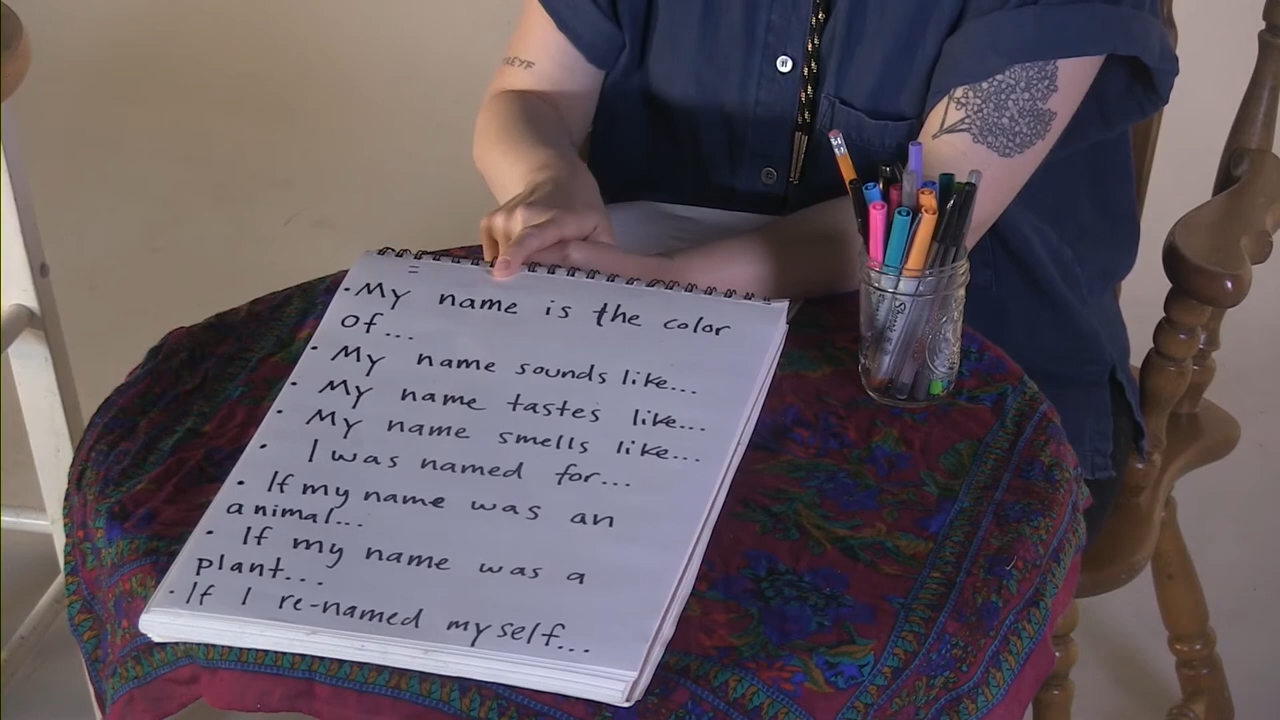 · My name is the color
of...
· My name sounds like...
· My name tastes like...
· My name smells like...
· I was named for...
· If my name was an
animal...
· If my name was a
plant...
· If I re-named myself...
Sharpie